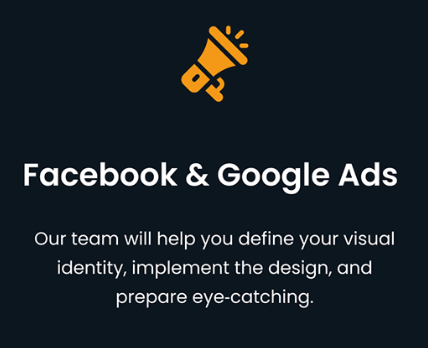 Facebook & Google Ads
Our team will help you define your visual
identity, implement the design, and
prepare eye-catching.